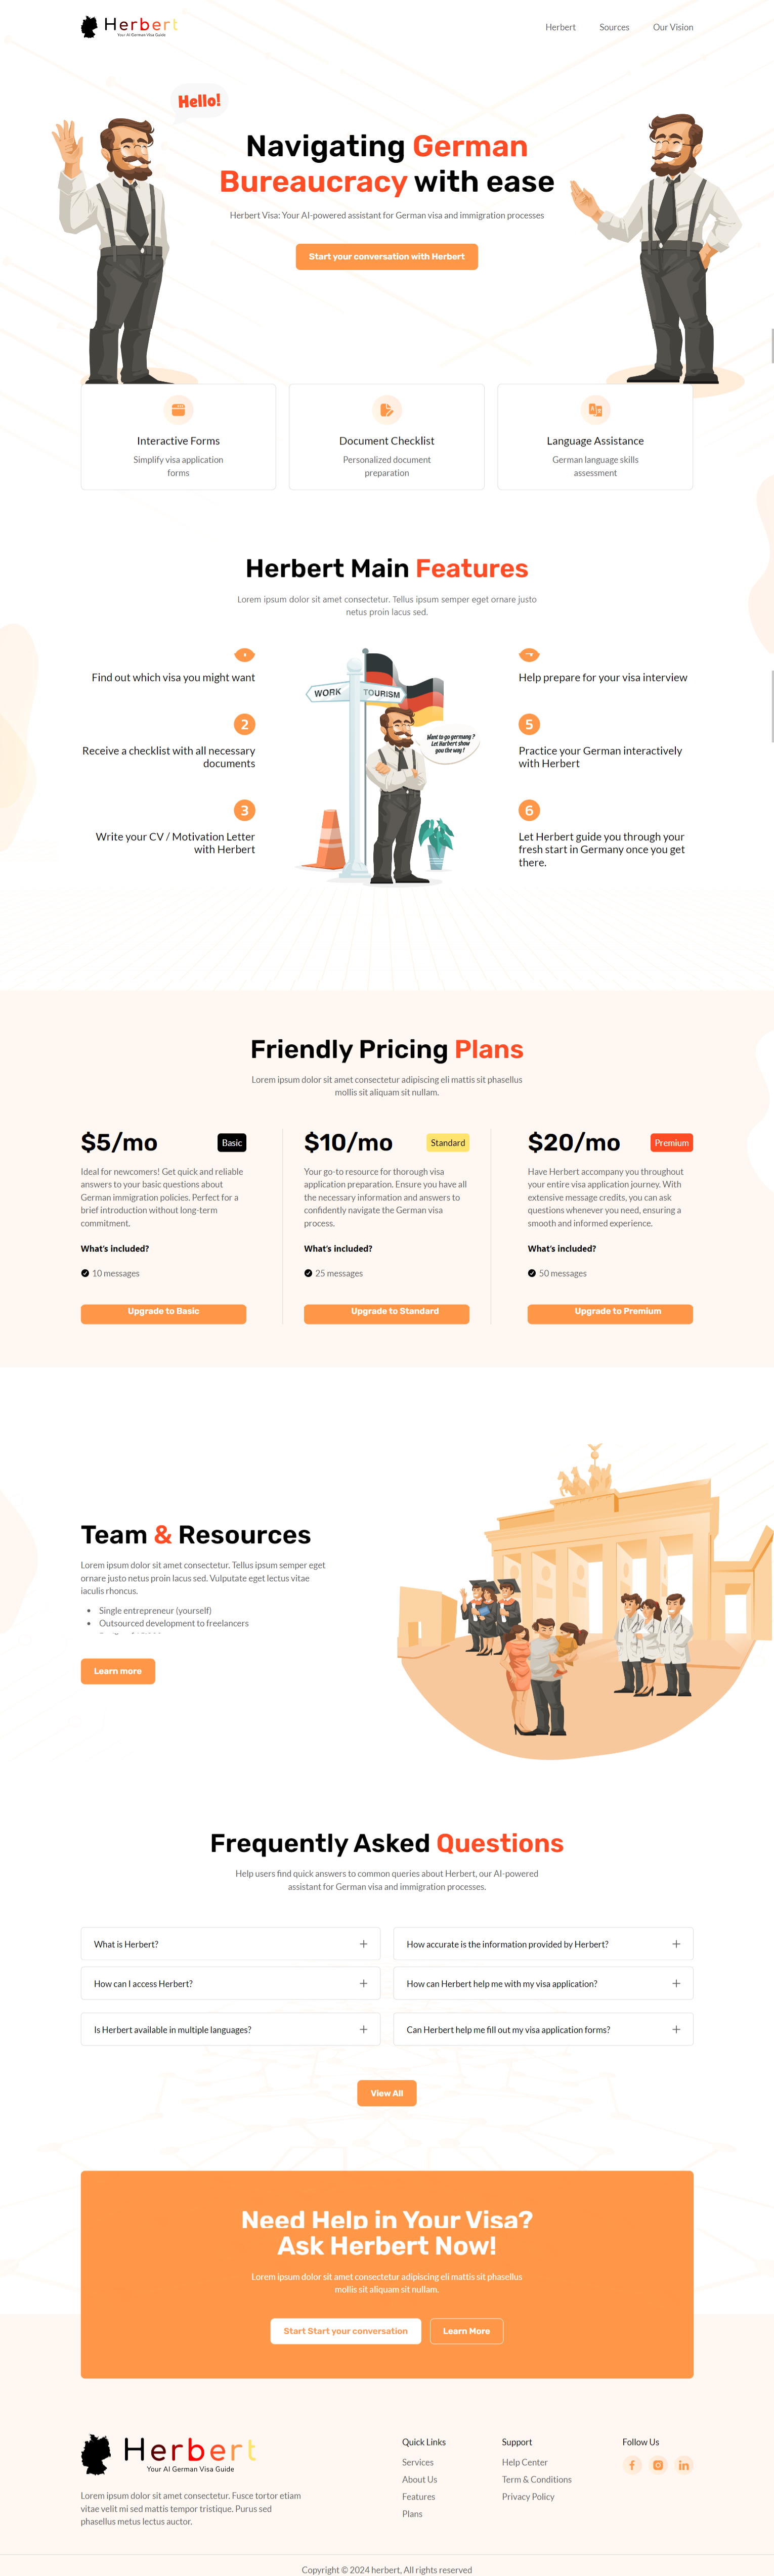 Herbert
Your AI German Visa Guide
Herbert
Sources
Our Vision
Hello!
Navigating German
Bureaucracy with ease
Herbert Visa: Your AI-powered assistant for German visa and immigration processes
Start your conversation with Herbert
Interactive Forms
Simplify visa application
forms
Document Checklist
Personalized document
preparation
Language Assistance
German language skills
assessment
Herbert Main Features
Lorem ipsum dolor sit amet consectetur. Tellus ipsum semper eget ornare justo
netus proin lacus sed.
Find out which visa you might want
2
Receive a checklist with all necessary
documents
3
Write your CV / Motivation Letter
with Herbert
WORK
TOURISM
Want to go germany ?
Let Harbert show
you the way !
Help prepare for your visa interview
5
Practice your German interactively
with Herbert
6
Let Herbert guide you through your
fresh start in Germany once you get
there.
Friendly Pricing Plans
Lorem ipsum dolor sit amet consectetur adipiscing eli mattis sit phasellus
mollis sit aliquam sit nullam.
$5/mo
Basic
Ideal for newcomers! Get quick and reliable
answers to your basic questions about
German immigration policies. Perfect for a
brief introduction without long-term
commitment.
What's included?
10 messages
Upgrade to Basic
$10/mo
Standard
Your go-to resource for thorough visa
application preparation. Ensure you have all
the necessary information and answers to
confidently navigate the German visa
process.
What's included?
25 messages
Upgrade to Standard
$20/mo
Premium
Have Herbert accompany you throughout
your entire visa application journey. With
extensive message credits, you can ask
questions whenever you need, ensuring a
smooth and informed experience.
What's included?
50 messages
Upgrade to Premium
Team & Resources
Lorem ipsum dolor sit amet consectetur. Tellus ipsum semper eget
ornare justo netus proin lacus sed. Vulputate eget lectus vitae
iaculis rhoncus.
Single entrepreneur (yourself)
Outsourced development to freelancers
Learn more
Frequently Asked Questions
Help users find quick answers to common queries about Herbert, our AI-powered
assistant for German visa and immigration processes.
What is Herbert?
How accurate is the information provided by Herbert?
How can I access Herbert?
How can Herbert help me with my visa application?
Is Herbert available in multiple languages?
Can Herbert help me fill out my visa application forms?
View All
Need Help in Your Visa?
Ask Herbert Now!
Lorem ipsum dolor sit amet consectetur adipiscing eli mattis sit phasellus
mollis sit aliquam sit nullam.
Start Start your conversation
Learn More
Herbert
Your AI German Visa Guide
Lorem ipsum dolor sit amet consectetur. Fusce tortor etiam
vitae velit mi sed mattis tempor tristique. Purus sed
phasellus metus lectus auctor.
Quick Links
Services
About Us
Features
Plans
Support
Help Center
Term & Conditions
Privacy Policy
Follow Us
Copyright © 2024 herbert, All rights reserved